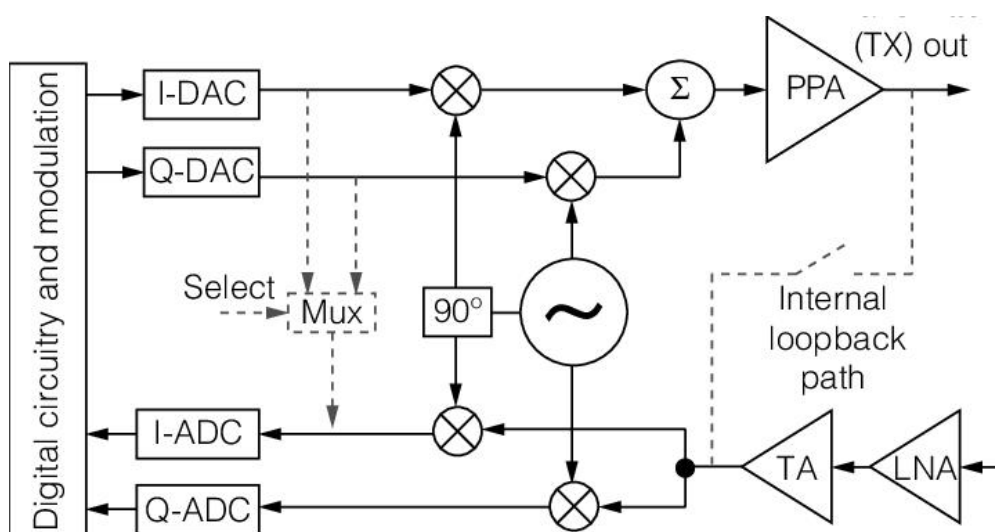 (TX) out
I-DAC
Σ
PPA
Q-DAC
Digital circuitry and modulation
Select
Mux
90°
Internal
loopback
path
I-ADC
TA
LNA
Q-ADC